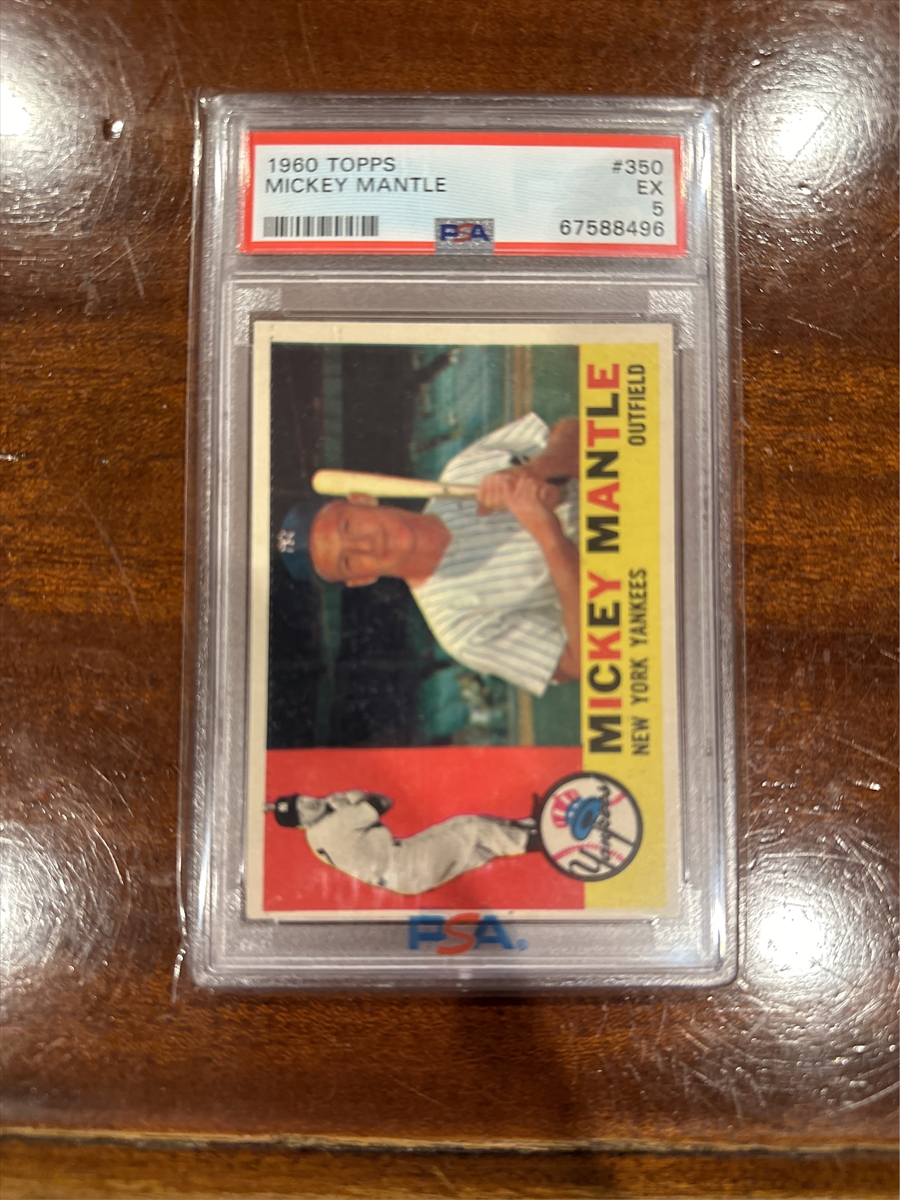 1960 TOPPS #350
MICKEY MANTLE EX
5
PSA 67588496
MICKEY MANTLE
NEW YORK YANKEES OUTFIELD
Yankees
PSA®